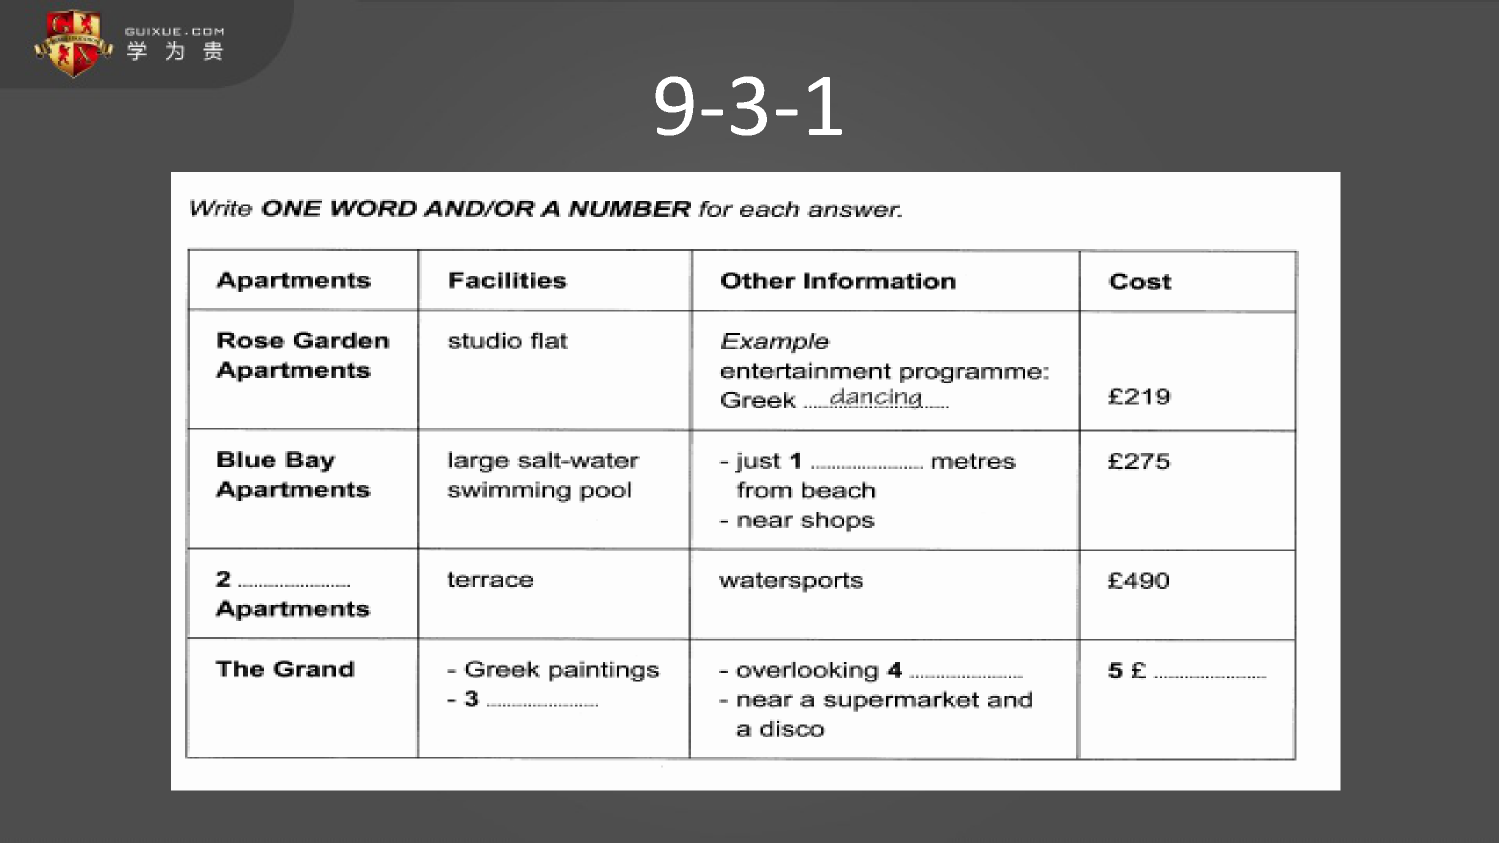 GUIXUE.COM
学为贵
9-3-1
Write ONE WORD AND/OR A NUMBER for each answer.
Apartments Facilities Other Information Cost
Rose Garden Apartments studio flat Example entertainment programme: Greek dancing £219
Blue Bay Apartments large salt-water swimming pool - just 1 ........ metres from beach - near shops £275
2 ........ Apartments terrace watersports £490
The Grand - Greek paintings - 3 ........ - overlooking 4 ........ - near a supermarket and a disco 5 £ ........